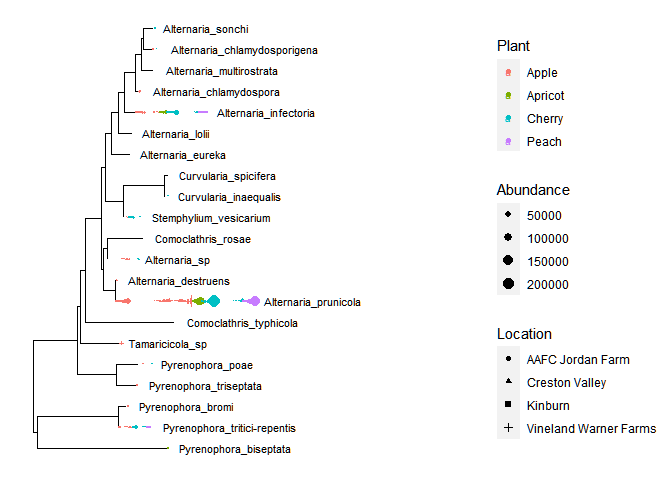 Alternaria_sonchi
Alternaria_chlamydosporigena
Alternaria_multirostrata
Alternaria_chlamydospora
Alternaria_infectoria
Alternaria_lolii
Alternaria_eureka
Curvularia_spicifera
Curvularia_inaequalis
Stemphylium_vesicarium
Comoclathris_rosae
Alternaria_sp
Alternaria_destruens
Alternaria_prunicola
Comoclathris_typhicola
Tamaricicola_sp
Pyrenophora_poae
Pyrenophora_triseptata
Pyrenophora_bromi
Pyrenophora_tritici-repentis
Pyrenophora_biseptata
Plant
Apple
Apricot
Cherry
Peach
Abundance
50000
100000
150000
200000
Location
AAFC Jordan Farm
Creston Valley
Kinburn
Vineland Warner Farms